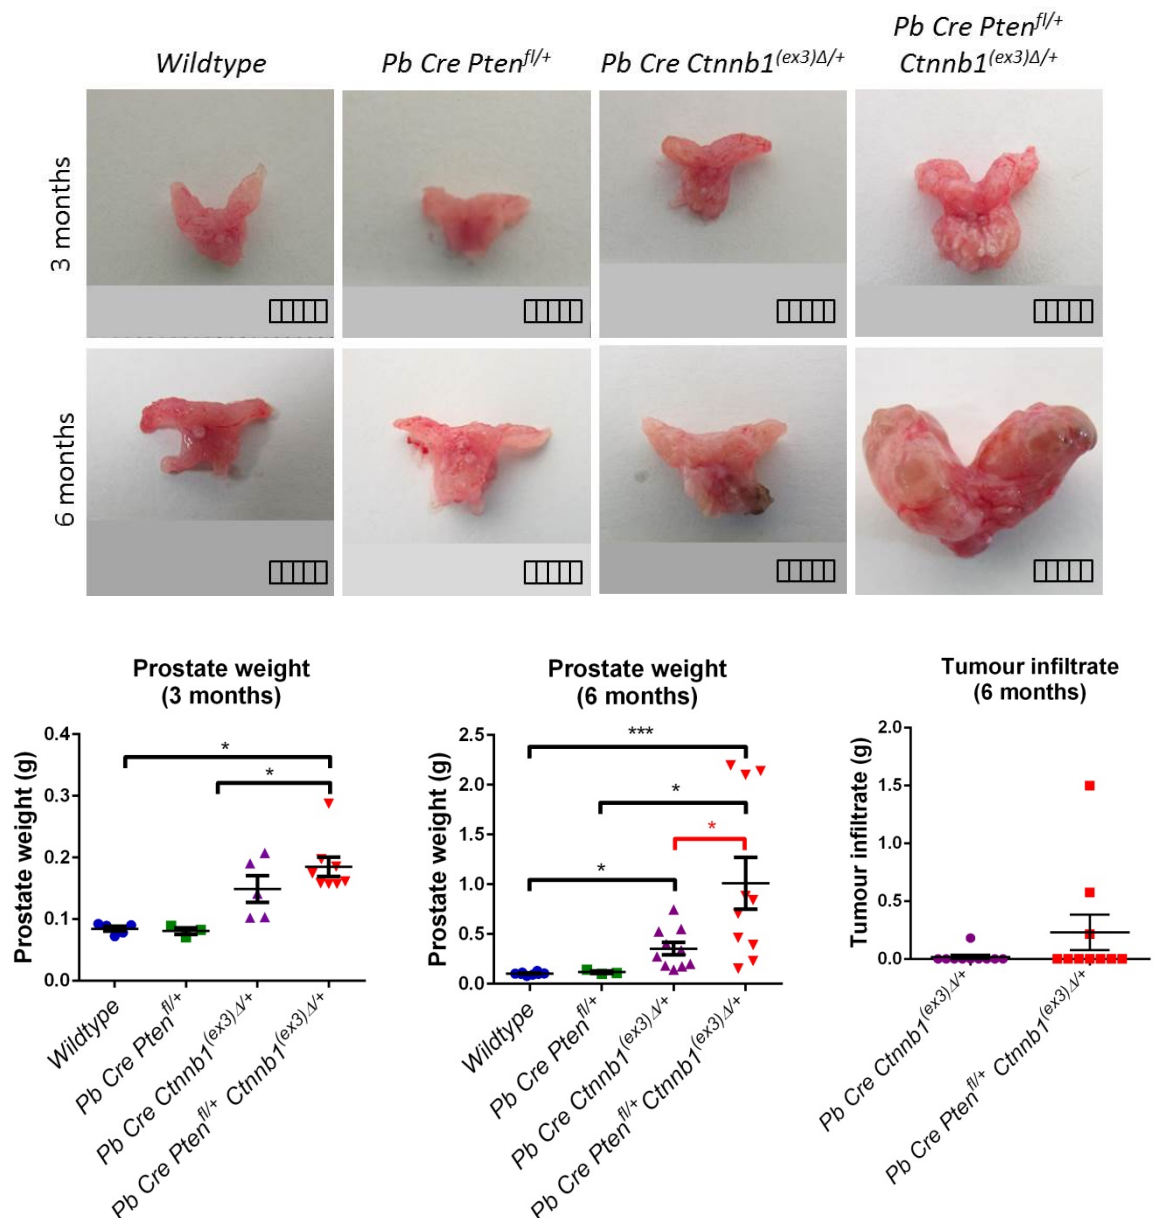 Wildtype
Pb Cre Pten^fl/+
Pb Cre Ctnnb1^(ex3)Δ/+
Pb Cre Pten^fl/+
Ctnnb1^(ex3)Δ/+
3 months
6 months
Prostate weight
(3 months)
Prostate weight (g)
0.4
0.3
0.2
0.1
0.0
*
*
Wildtype
Pb Cre Pten^fl/+
Pb Cre Ctnnb1^(ex3)Δ/+
Pb Cre Pten^fl/+ Ctnnb1^(ex3)Δ/+
Prostate weight
(6 months)
Prostate weight (g)
2.5
2.0
1.5
1.0
0.5
0.0
***
*
*
*
Wildtype
Pb Cre Pten^fl/+
Pb Cre Ctnnb1^(ex3)Δ/+
Pb Cre Pten^fl/+ Ctnnb1^(ex3)Δ/+
Tumour infiltrate
(6 months)
Tumour infiltrate (g)
2.0
1.5
1.0
0.5
0.0
Pb Cre Ctnnb1^(ex3)Δ/+
Pb Cre Pten^fl/+ Ctnnb1^(ex3)Δ/+